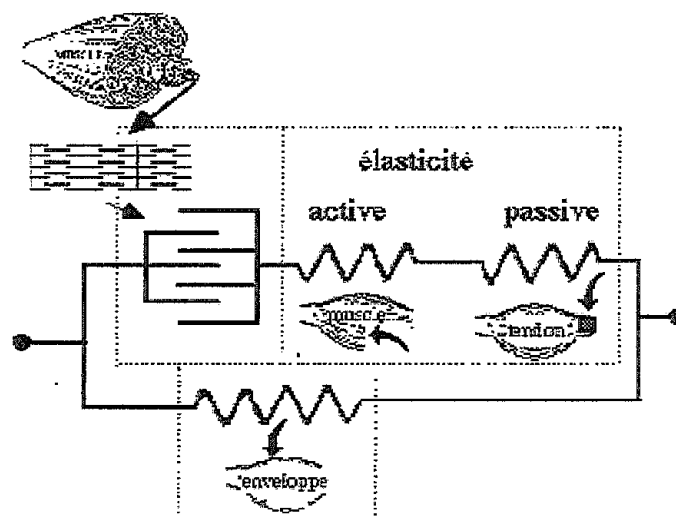 élasticité
active passive
muscle
tendon
enveloppe